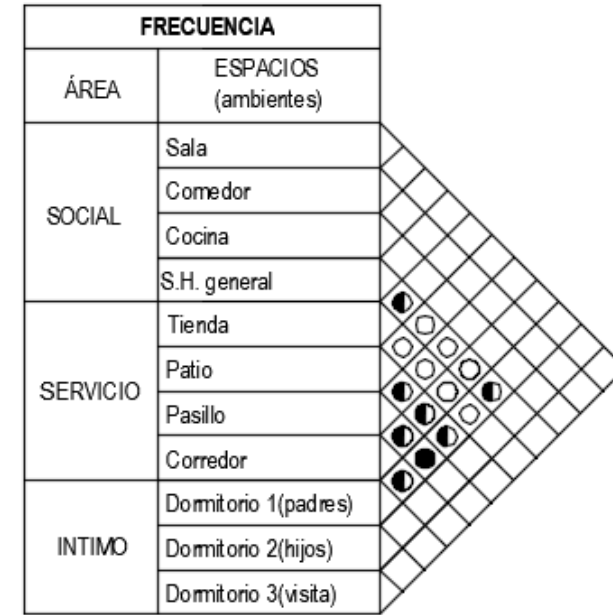 FRECUENCIA
ÁREA
ESPACIOS
(ambientes)
SOCIAL
Sala
Comedor
Cocina
S.H. general
SERVICIO
Tienda
Patio
Pasillo
Corredor
INTIMO
Dormitorio 1(padres)
Dormitorio 2(hijos)
Dormitorio 3(visita)